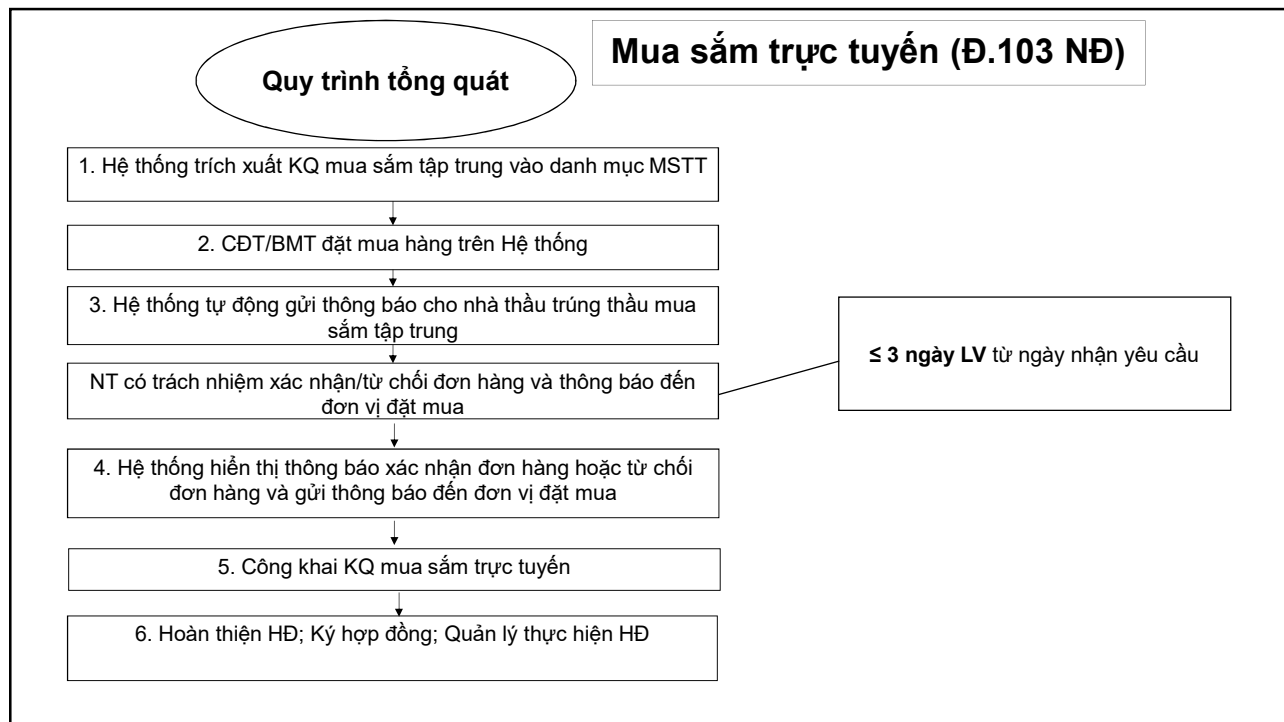 Mua sắm trực tuyến (Đ.103 NĐ)
Quy trình tổng quát
1. Hệ thống trích xuất KQ mua sắm tập trung vào danh mục MSTT
2. CĐT/BMT đặt mua hàng trên Hệ thống
3. Hệ thống tự động gửi thông báo cho nhà thầu trúng thầu mua
sắm tập trung
NT có trách nhiệm xác nhận/từ chối đơn hàng và thông báo đến
đơn vị đặt mua
≤ 3 ngày LV từ ngày nhận yêu cầu
4. Hệ thống hiển thị thông báo xác nhận đơn hàng hoặc từ chối
đơn hàng và gửi thông báo đến đơn vị đặt mua
5. Công khai KQ mua sắm trực tuyến
6. Hoàn thiện HĐ; Ký hợp đồng; Quản lý thực hiện HĐ